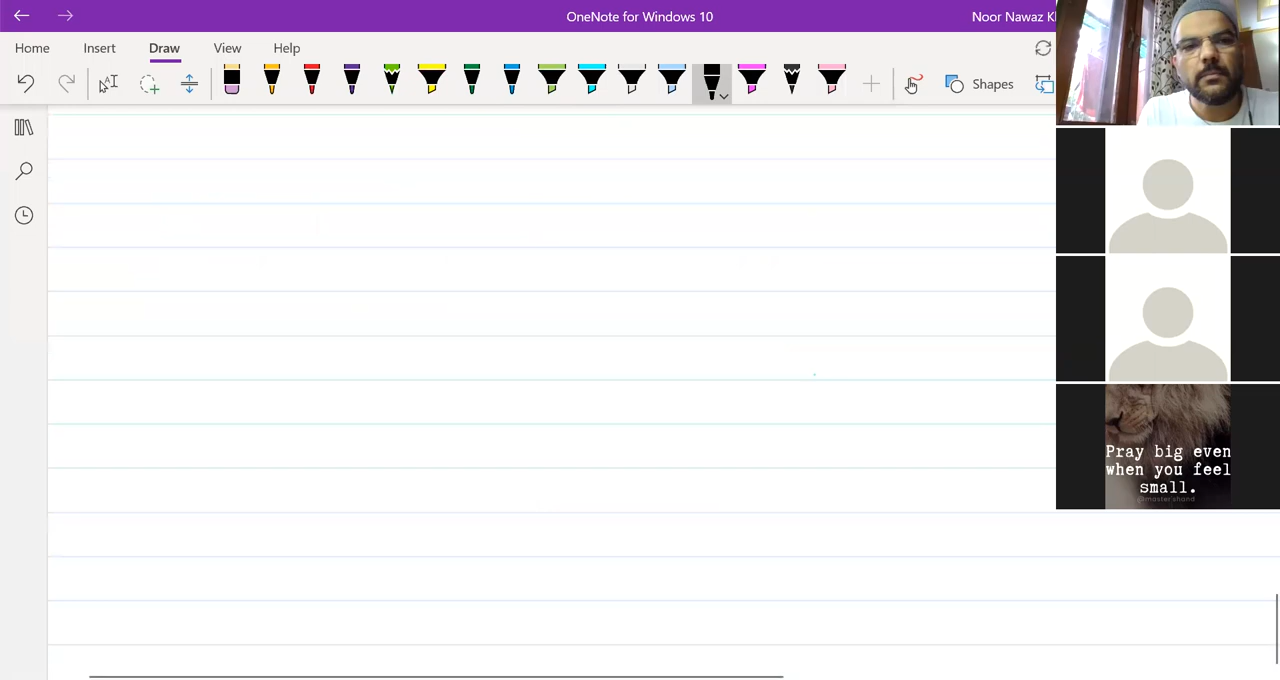 OneNote for Windows 10
Noor Nawaz K
Home Insert Draw View Help
Shapes
Pray big even
when you feel
small.